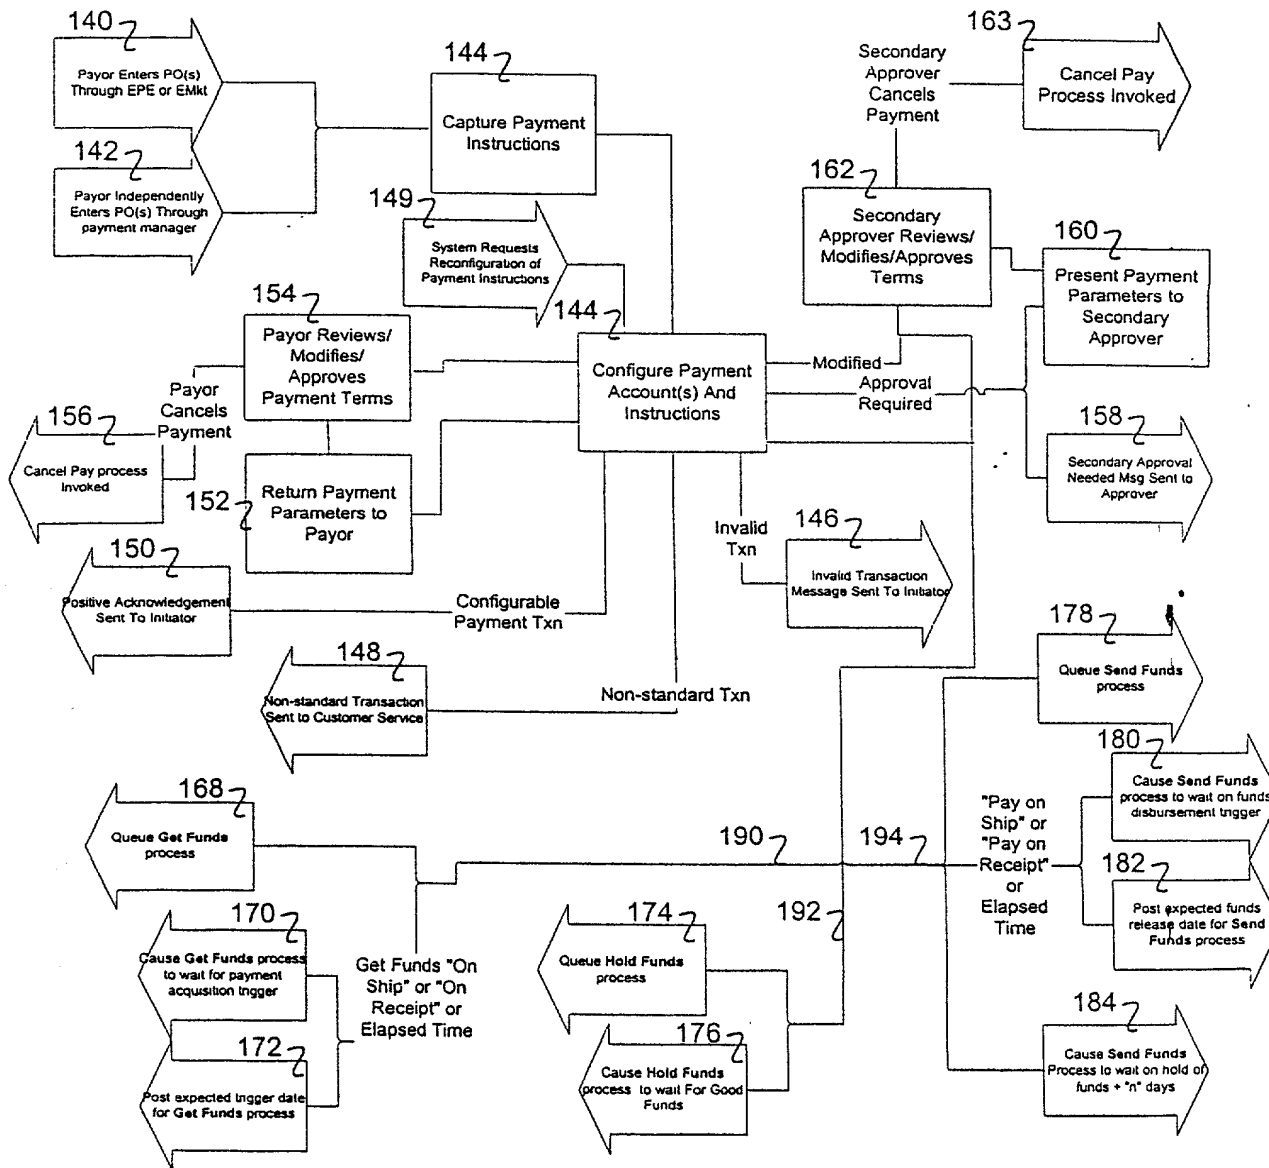 140
Payor Enters PO(s)
Through EPE or EMkt
142
Payor Independently
Enters PO(s) Through
payment manager
144
Capture Payment
Instructions
149
System Requests
Reconfiguration of
Payment Instructions
163
Cancel Pay
Process Invoked
Secondary
Approver
Cancels
Payment
162
Secondary
Approver Reviews/
Modifies/Approves
Terms
160
Present Payment
Parameters to
Secondary
Approver
154
Payor Reviews/
Modifies/
Approves
Payment Terms
144
Configure Payment
Account(s) And
Instructions
Modified
Approval
Required
158
Secondary Approval
Needed Msg Sent to
Approver
Payor
Cancels
Payment
156
Cancel Pay process
Invoked
152
Return Payment
Parameters to
Payor
150
Positive Acknowledgement
Sent To Initiator
Configurable
Payment Txn
Invalid
Txn
146
Invalid Transaction
Message Sent To Initiator
148
Non-standard Transaction
Sent to Customer Service
Non-standard Txn
178
Queue Send Funds
process
180
Cause Send Funds
process to wait on funds
disbursement trigger
"Pay on
Ship" or
"Pay on
Receipt"
or
Elapsed
Time
182
Post expected funds
release date for Send
Funds process
184
Cause Send Funds
Process to wait on hold of
funds + "n" days
168
Queue Get Funds
process
190
194
192
170
Cause Get Funds process
to wait for payment
acquisition trigger
Get Funds "On
Ship" or "On
Receipt" or
Elapsed Time
172
Post expected trigger date
for Get Funds process
174
Queue Hold Funds
process
176
Cause Hold Funds
process to wait For Good
Funds